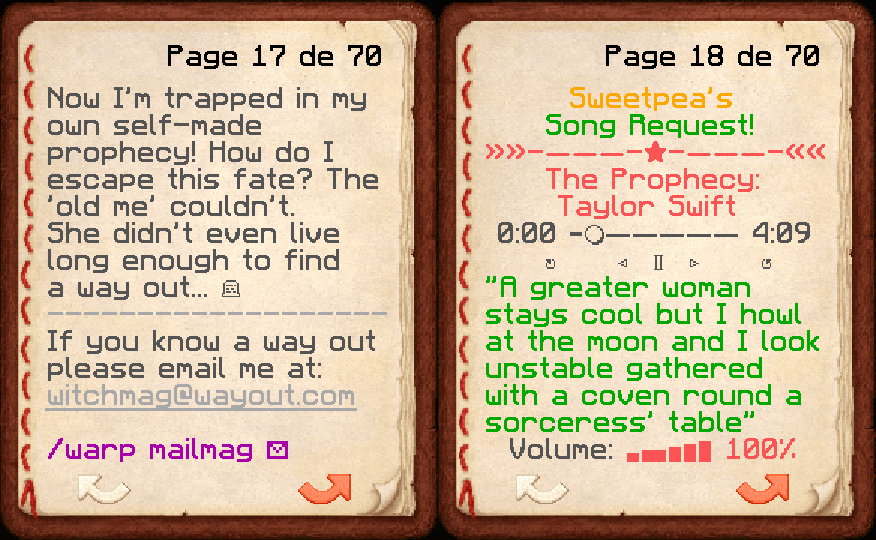 Page 17 de 70
Now I'm trapped in my
own self-made
prophecy! How do I
escape this fate? The
'old me' couldn't.
She didn't even live
long enough to find
a way out...
If you know a way out
please email me at:
witchmag@wayout.com
/warp mailmag
Page 18 de 70
Sweetpea's
Song Request!
»»-————-★-————-««
The Prophecy:
Taylor Swift
0:00 -○————— 4:09
↻ ◁ II ▷ ↺
"A greater woman
stays cool but I howl
at the moon and I look
unstable gathered
with a coven round a
sorceress' table"
Volume: ▄▅▆▇█ 100%